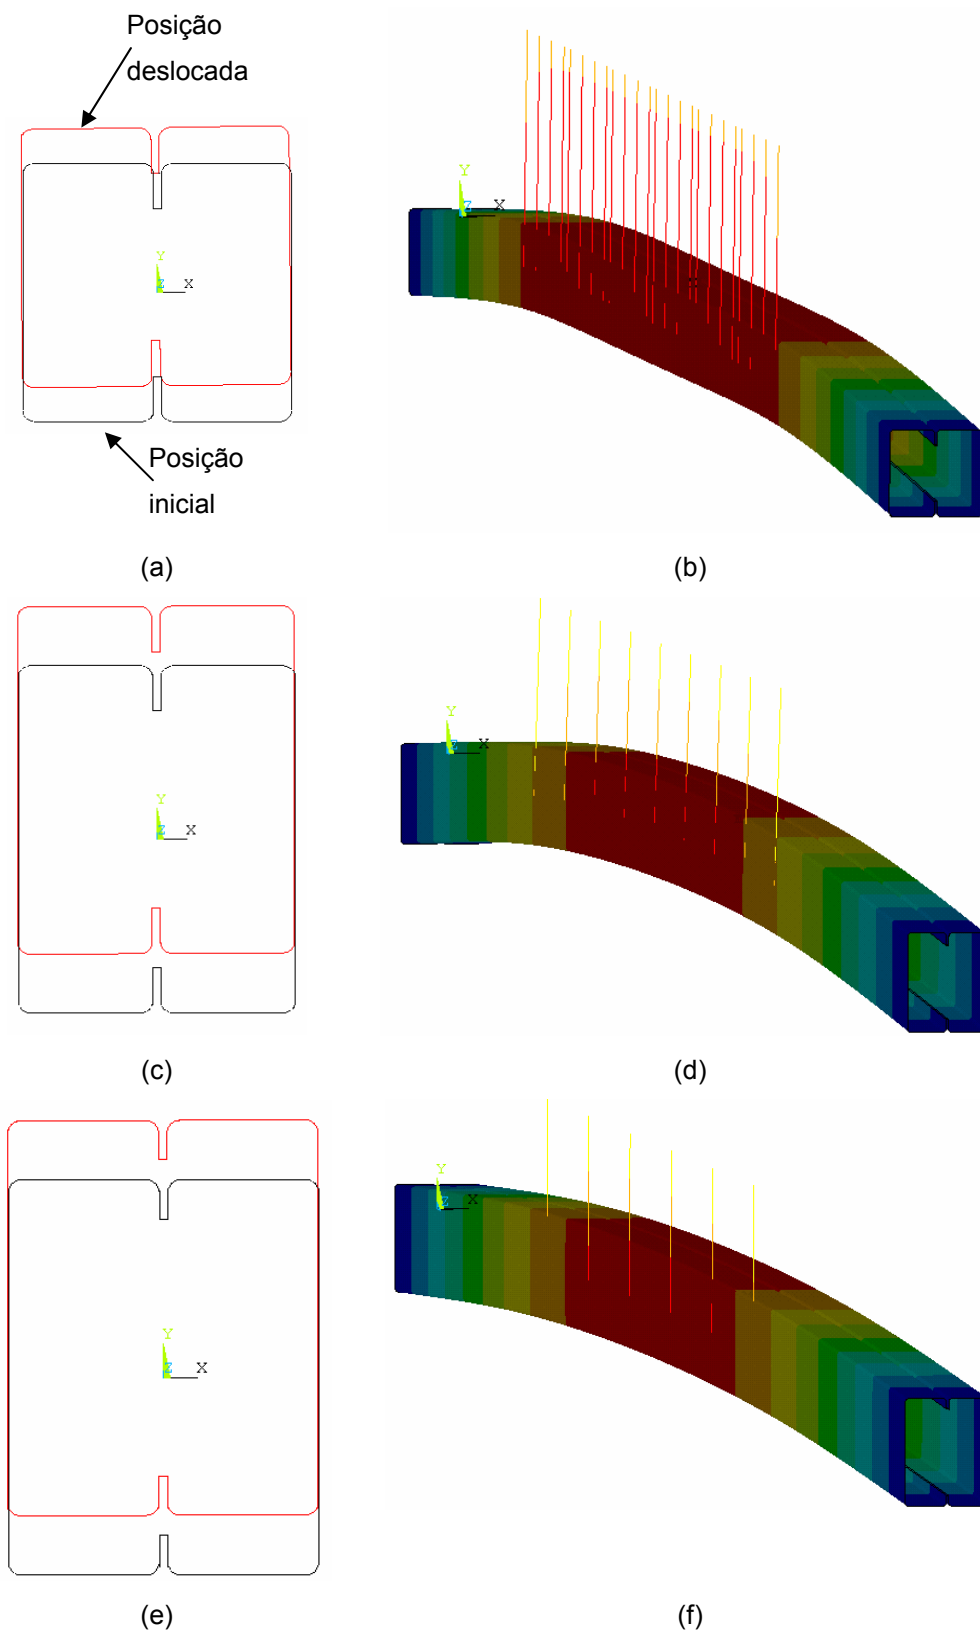 Posição
deslocada
Y
Z X
Posição
inicial
Y
Z X
(a)
(b)
Y
Z X
Y
Z X
(c)
(d)
Y
Z X
Y
Z X
(e)
(f)